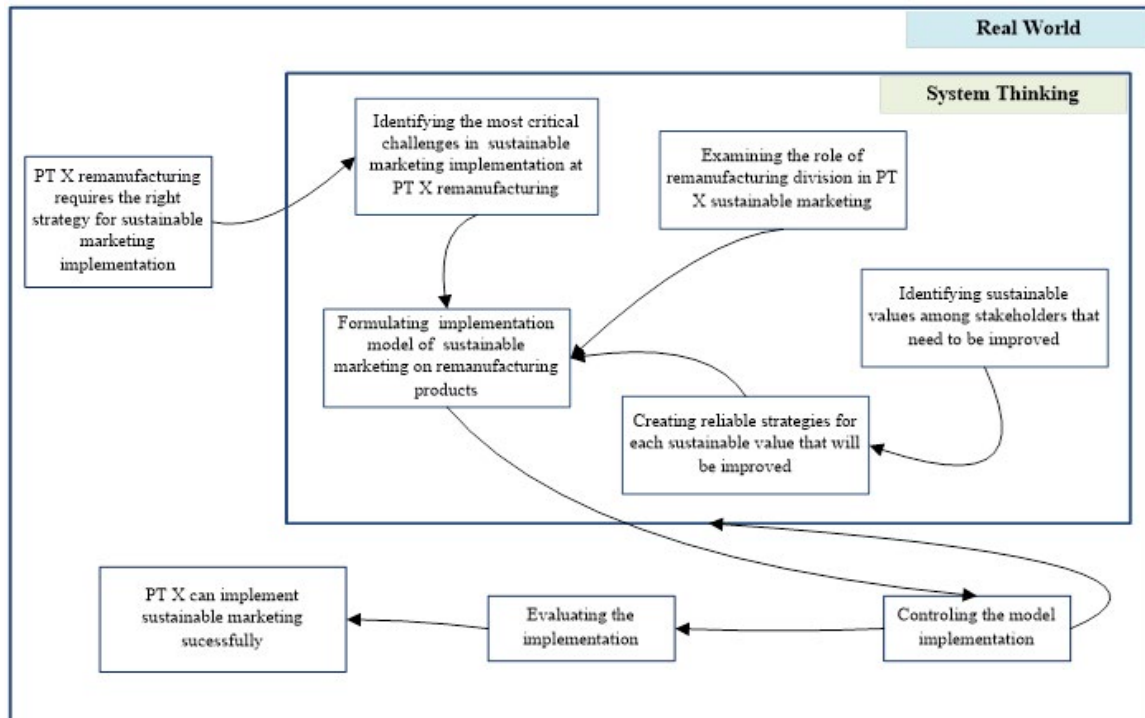 Real World
System Thinking
Identifying the most critical
challenges in sustainable
marketing implementation at
PT X remanufacturing
Examining the role of
remanufacturing division in PT
X sustainable marketing
PT X remanufacturing
requires the right
strategy for sustainable
marketing
implementation
Identifying sustainable
values among stakeholders that
need to be improved
Formulating implementation
model of sustainable
marketing on remanufacturing
products
Creating reliable strategies for
each sustainable value that will
be improved
PT X can implement
sustainable marketing
sucessfully
Evaluating the
implementation
Controling the model
implementation